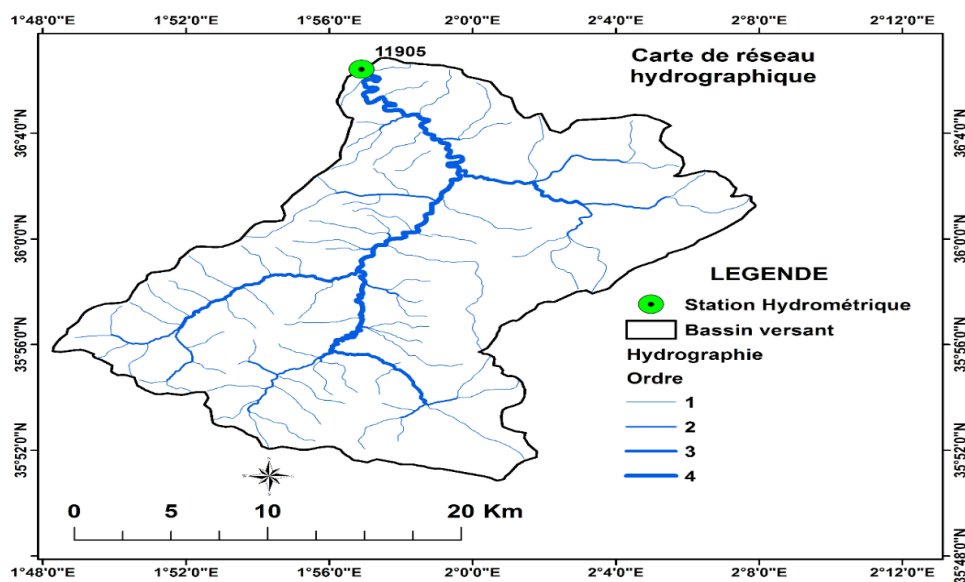 1°48'0"E 1°52'0"E 1°56'0"E 2°0'0"E 2°4'0"E 2°8'0"E 2°12'0"E
11905
Carte de réseau
hydrographique
36°4'0"N 36°4'0"N
36°0'0"N 36°0'0"N
LEGENDE
Station Hydrométrique
Bassin versant
35°56'0"N 35°56'0"N
Hydrographie
Ordre
1
2
3
35°52'0"N 35°52'0"N
4
0 5 10 20 Km
35°48'0"N
1°48'0"E 1°52'0"E 1°56'0"E 2°0'0"E 2°4'0"E 2°8'0"E 2°12'0"E